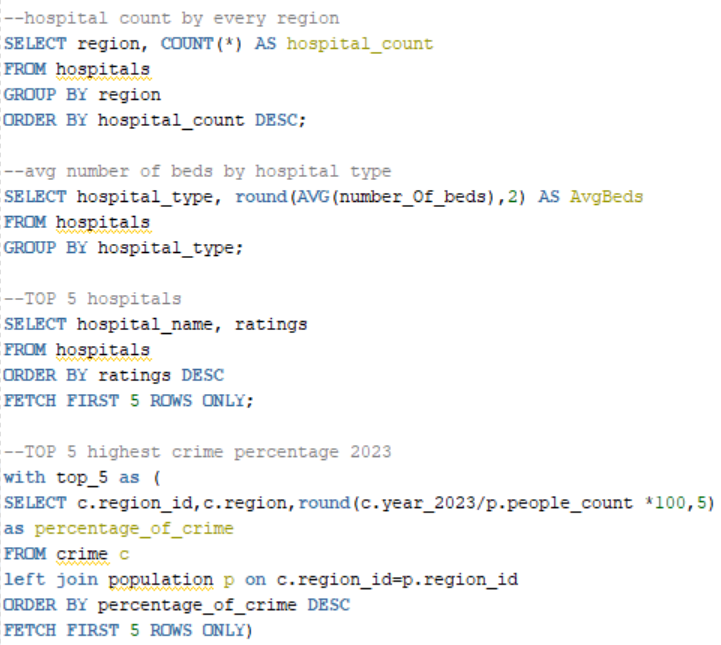 --hospital count by every region
SELECT region, COUNT(*) AS hospital_count
FROM hospitals
GROUP BY region
ORDER BY hospital_count DESC;
--avg number of beds by hospital type
SELECT hospital_type, round(AVG(number_Of_beds),2) AS AvgBeds
FROM hospitals
GROUP BY hospital_type;
--TOP 5 hospitals
SELECT hospital_name, ratings
FROM hospitals
ORDER BY ratings DESC
FETCH FIRST 5 ROWS ONLY;
--TOP 5 highest crime percentage 2023
with top_5 as (
SELECT c.region_id,c.region,round(c.year_2023/p.people_count *100,5)
as percentage_of_crime
FROM crime c
left join population p on c.region_id=p.region_id
ORDER BY percentage_of_crime DESC
FETCH FIRST 5 ROWS ONLY)